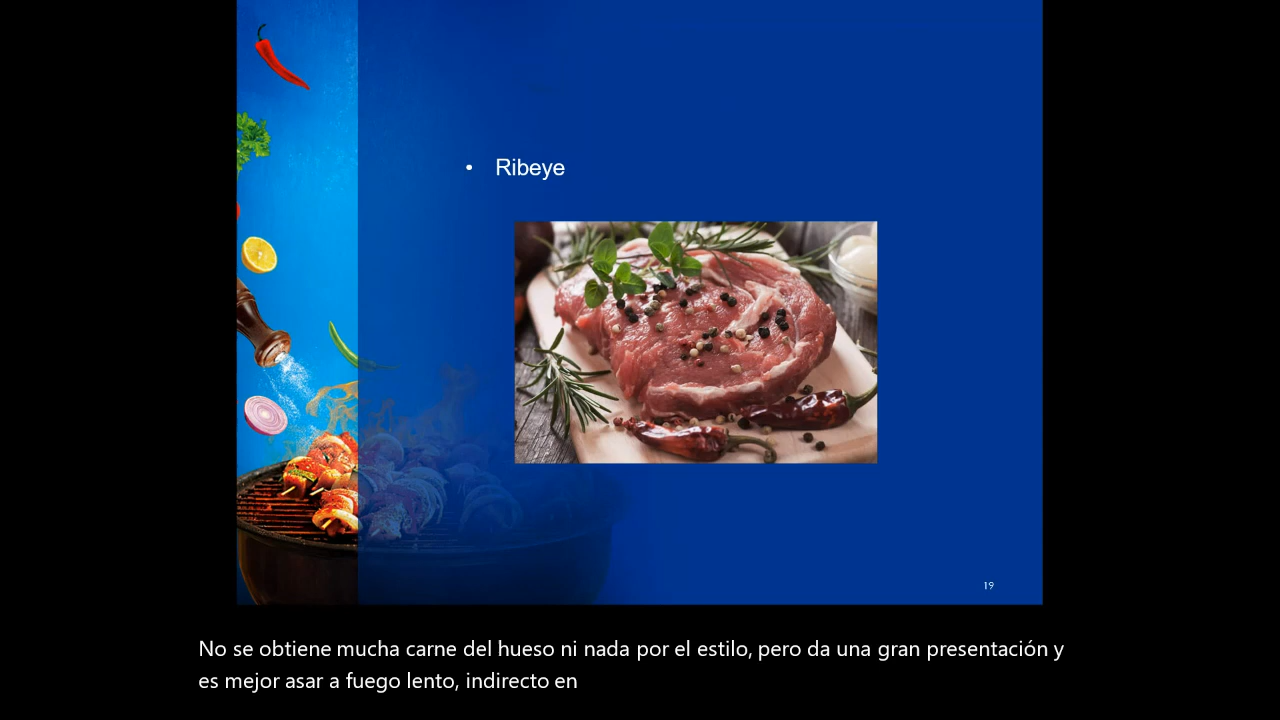 • Ribeye
19
No se obtiene mucha carne del hueso ni nada por el estilo, pero da una gran presentación y
es mejor asar a fuego lento, indirecto en